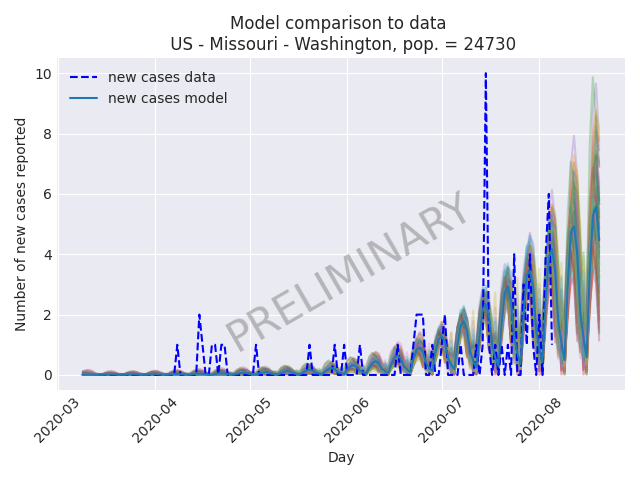 Model comparison to data
US - Missouri - Washington, pop. = 24730
10
8
6
4
2
0
Number of new cases reported
new cases data
new cases model
PRELIMINARY
2020-03
2020-04
2020-05
2020-06
2020-07
2020-08
Day